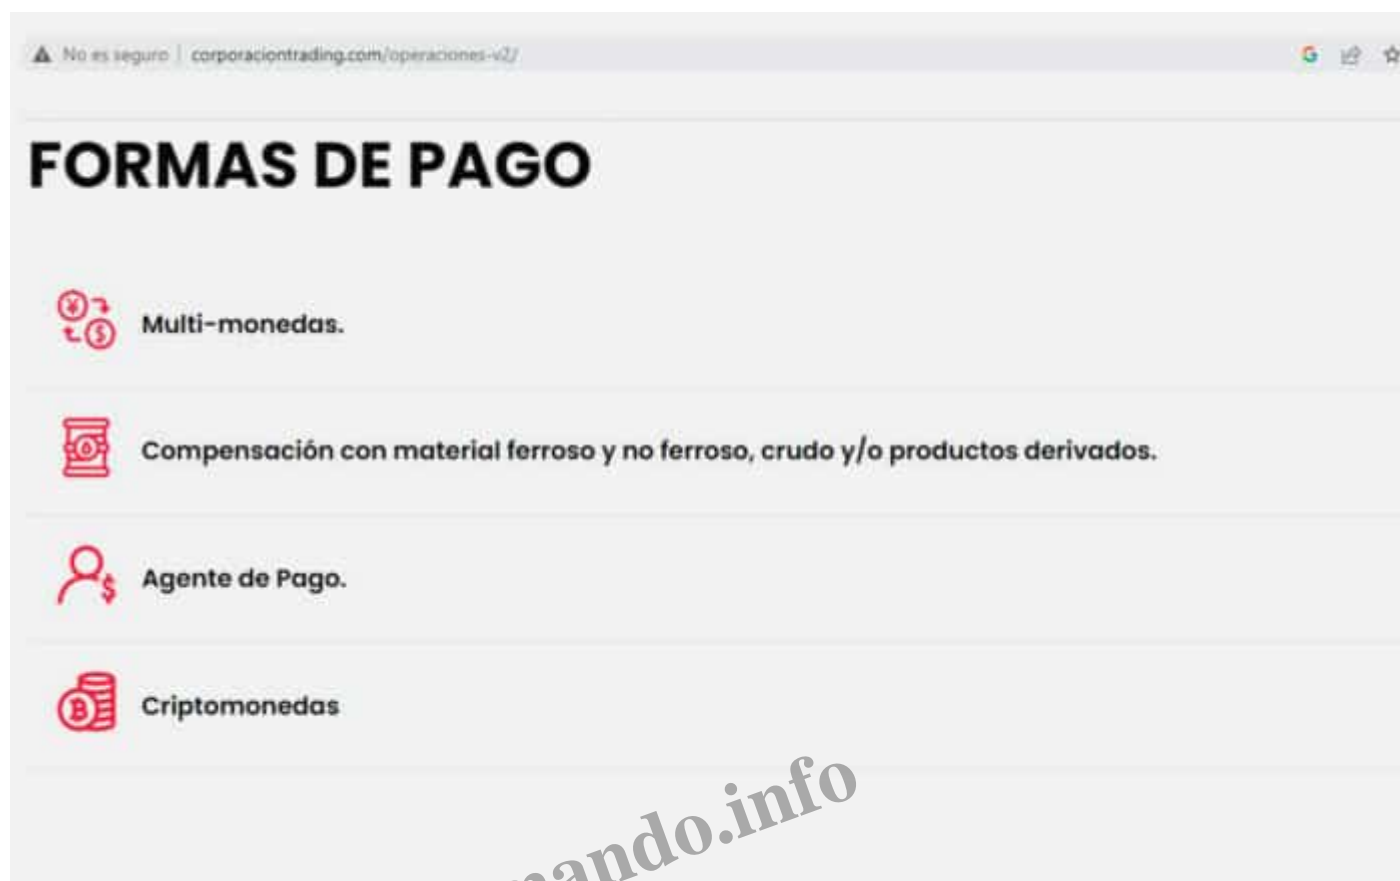 No es seguro | corporaciontrading.com/operaciones-v2/
FORMAS DE PAGO
Multi-monedas.
Compensación con material ferroso y no ferroso, crudo y/o productos derivados.
Agente de Pago.
Criptomonedas
mando.info